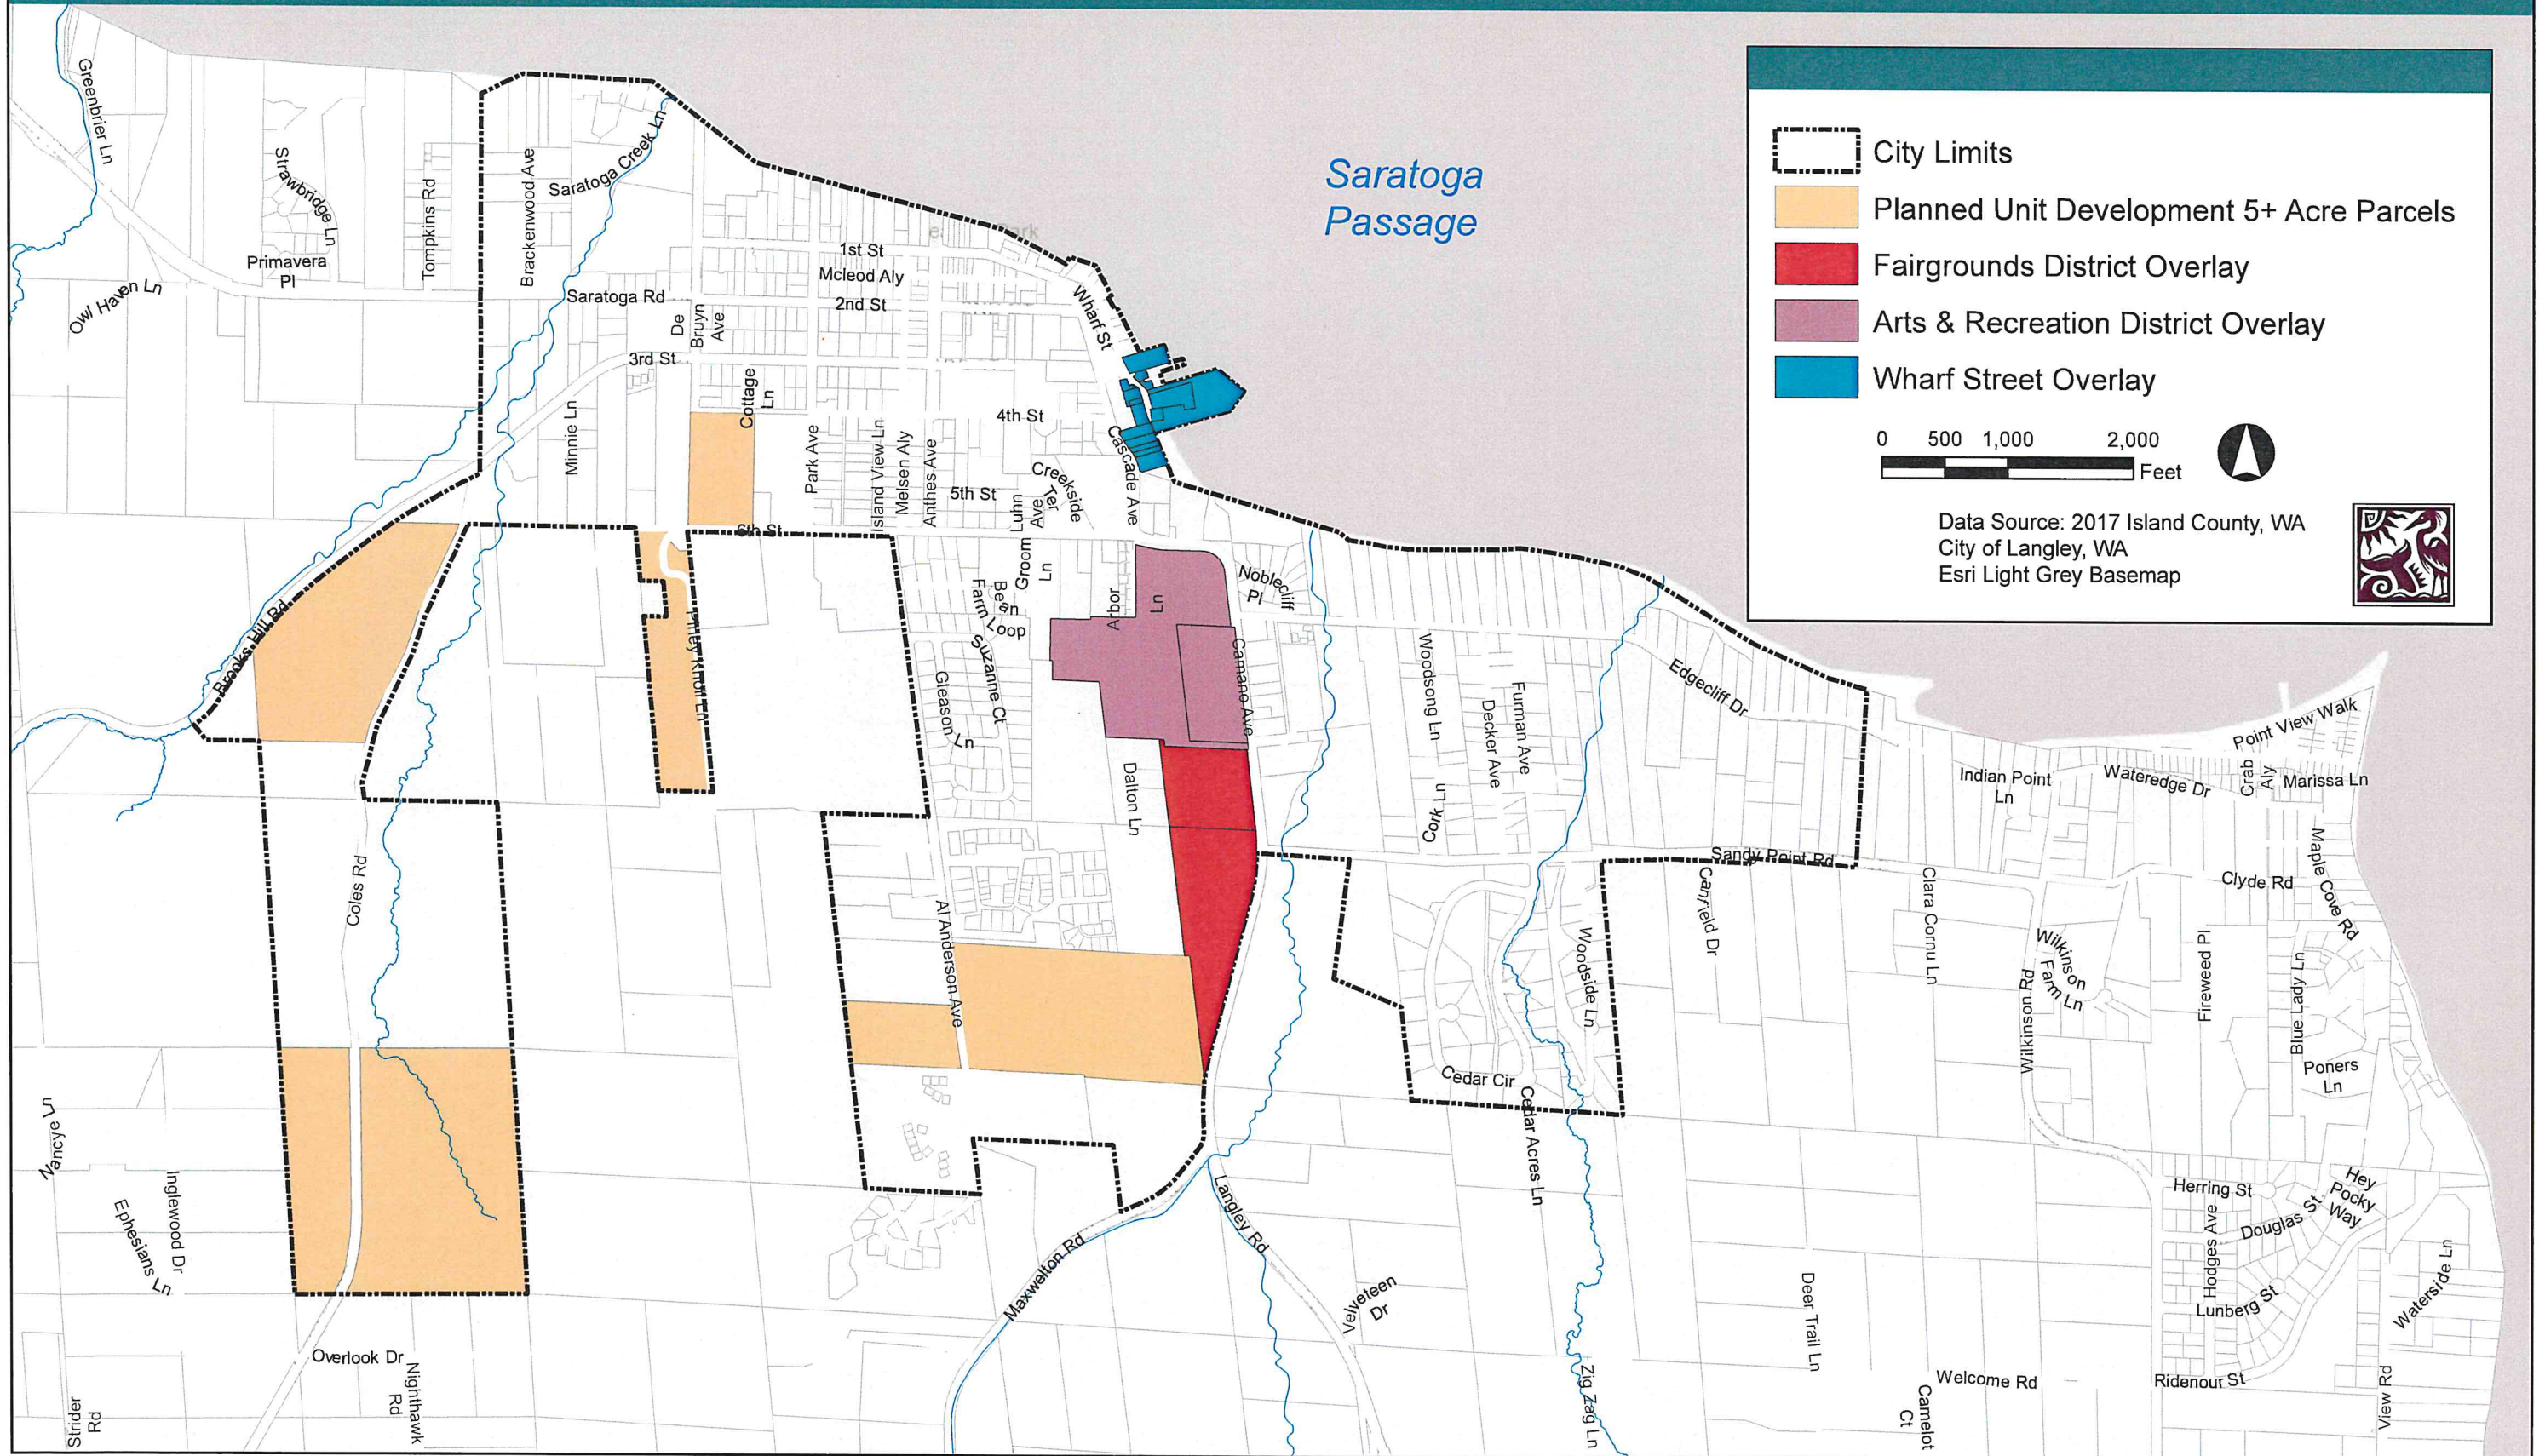 Saratoga
Passage
City Limits
Planned Unit Development 5+ Acre Parcels
Fairgrounds District Overlay
Arts & Recreation District Overlay
Wharf Street Overlay
0 500 1,000 2,000
Feet
Data Source: 2017 Island County, WA
City of Langley, WA
Esri Light Grey Basemap
Greenbrier Ln
Strawbridge Ln
Tompkins Rd
Brackenwood Ave
Saratoga Creek Ln
Primavera
Pl
Owl Haven Ln
Saratoga Rd
1st St
Mcleod Aly
2nd St
De
Bruyn
Ave
3rd St
Wharf St
Cottage
Ln
Minnie Ln
4th St
Park Ave
Island View Ln
Melsen Aly
Anthes Ave
5th St
Creekside
Ter
Luhn
Ave
Cascade Ave
6th St
Groom
Ln
Bean
Farm Loop
Arbor
Ln
Noblecliff
Pl
Brooks Hill Rd
Piney Knoll Ln
Suzanne Ct
Gleason Ln
Camano Ave
Woodsong Ln
Decker Ave
Furman Ave
Edgecliff Dr
Cork Ln
Dalton Ln
Sandy Point Rd
Indian Point
Ln
Wateredge Dr
Point View Walk
Crab
Aly
Marissa Ln
Maple Cove Rd
Clyde Rd
Coles Rd
Al Anderson Ave
Canfield Dr
Clara Cornu Ln
Woodside Ln
Wilkinson
Farm Ln
Wilkinson Rd
Fireweed Pl
Blue Lady Ln
Poners
Ln
Cedar Cir
Cedar Acres Ln
Nancye Ln
Inglewood Dr
Ephesians Ln
Langley Rd
Maxwelton Rd
Velveteen
Dr
Herring St
Hey
Pocky
Way
Douglas St
Hodges Ave
Lunberg St
Waterside Ln
Deer Trail Ln
Overlook Dr
Nighthawk
Rd
Strider
Rd
Zig Zag Ln
Welcome Rd
Camelot
Ct
Ridenour St
View Rd